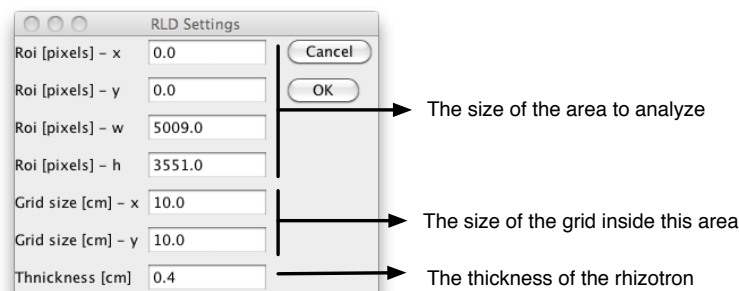 RLD Settings
Roi [pixels] – x 0.0 Cancel
Roi [pixels] – y 0.0 OK
The size of the area to analyze
Roi [pixels] – w 5009.0
Roi [pixels] – h 3551.0
Grid size [cm] – x 10.0
The size of the grid inside this area
Grid size [cm] – y 10.0
Thnickness [cm] 0.4 The thickness of the rhizotron